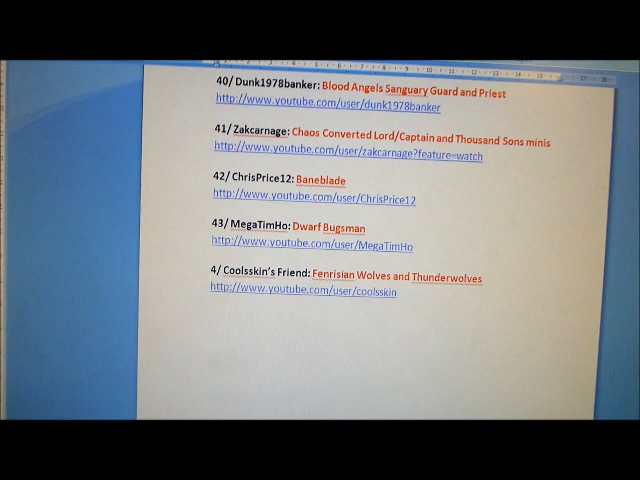 40/ Dunk1978banker: Blood Angels Sanguary Guard and Priest
http://www.youtube.com/user/dunk1978banker
41/ Zakcarnage: Chaos Converted Lord/Captain and Thousand Sons minis
http://www.youtube.com/user/zakcarnage?feature=watch
42/ ChrisPrice12: Baneblade
http://www.youtube.com/user/ChrisPrice12
43/ MegaTimHo: Dwarf Bugsman
http://www.youtube.com/user/MegaTimHo
4/ Coolsskin's Friend: Fenrisian Wolves and Thunderwolves
http://www.youtube.com/user/coolsskin